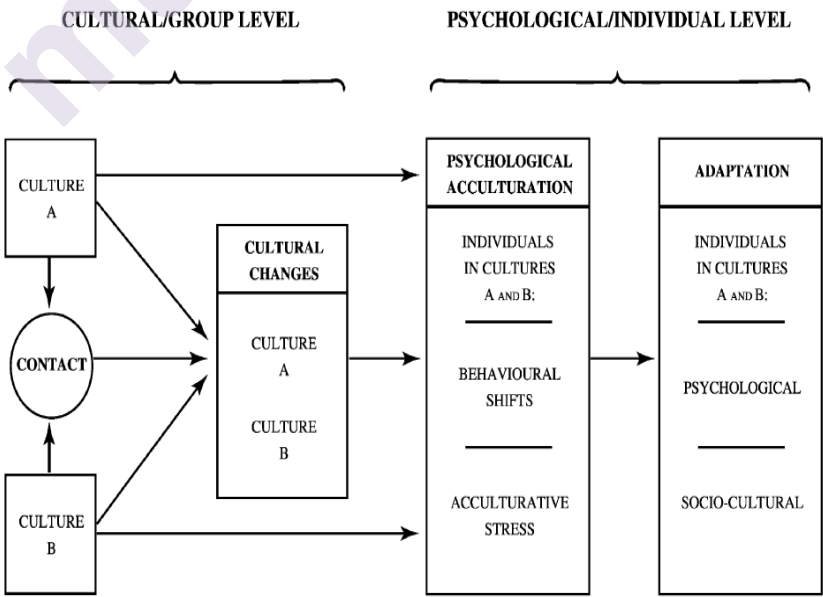 CULTURAL/GROUP LEVEL
PSYCHOLOGICAL/INDIVIDUAL LEVEL
CULTURE
A
CONTACT
CULTURE
B
CULTURAL
CHANGES
CULTURE
A
CULTURE
B
PSYCHOLOGICAL
ACCULTURATION
INDIVIDUALS
IN CULTURES
A AND B:
BEHAVIOURAL
SHIFTS
ACCULTURATIVE
STRESS
ADAPTATION
INDIVIDUALS
IN CULTURES
A AND B:
PSYCHOLOGICAL
SOCIO-CULTURAL